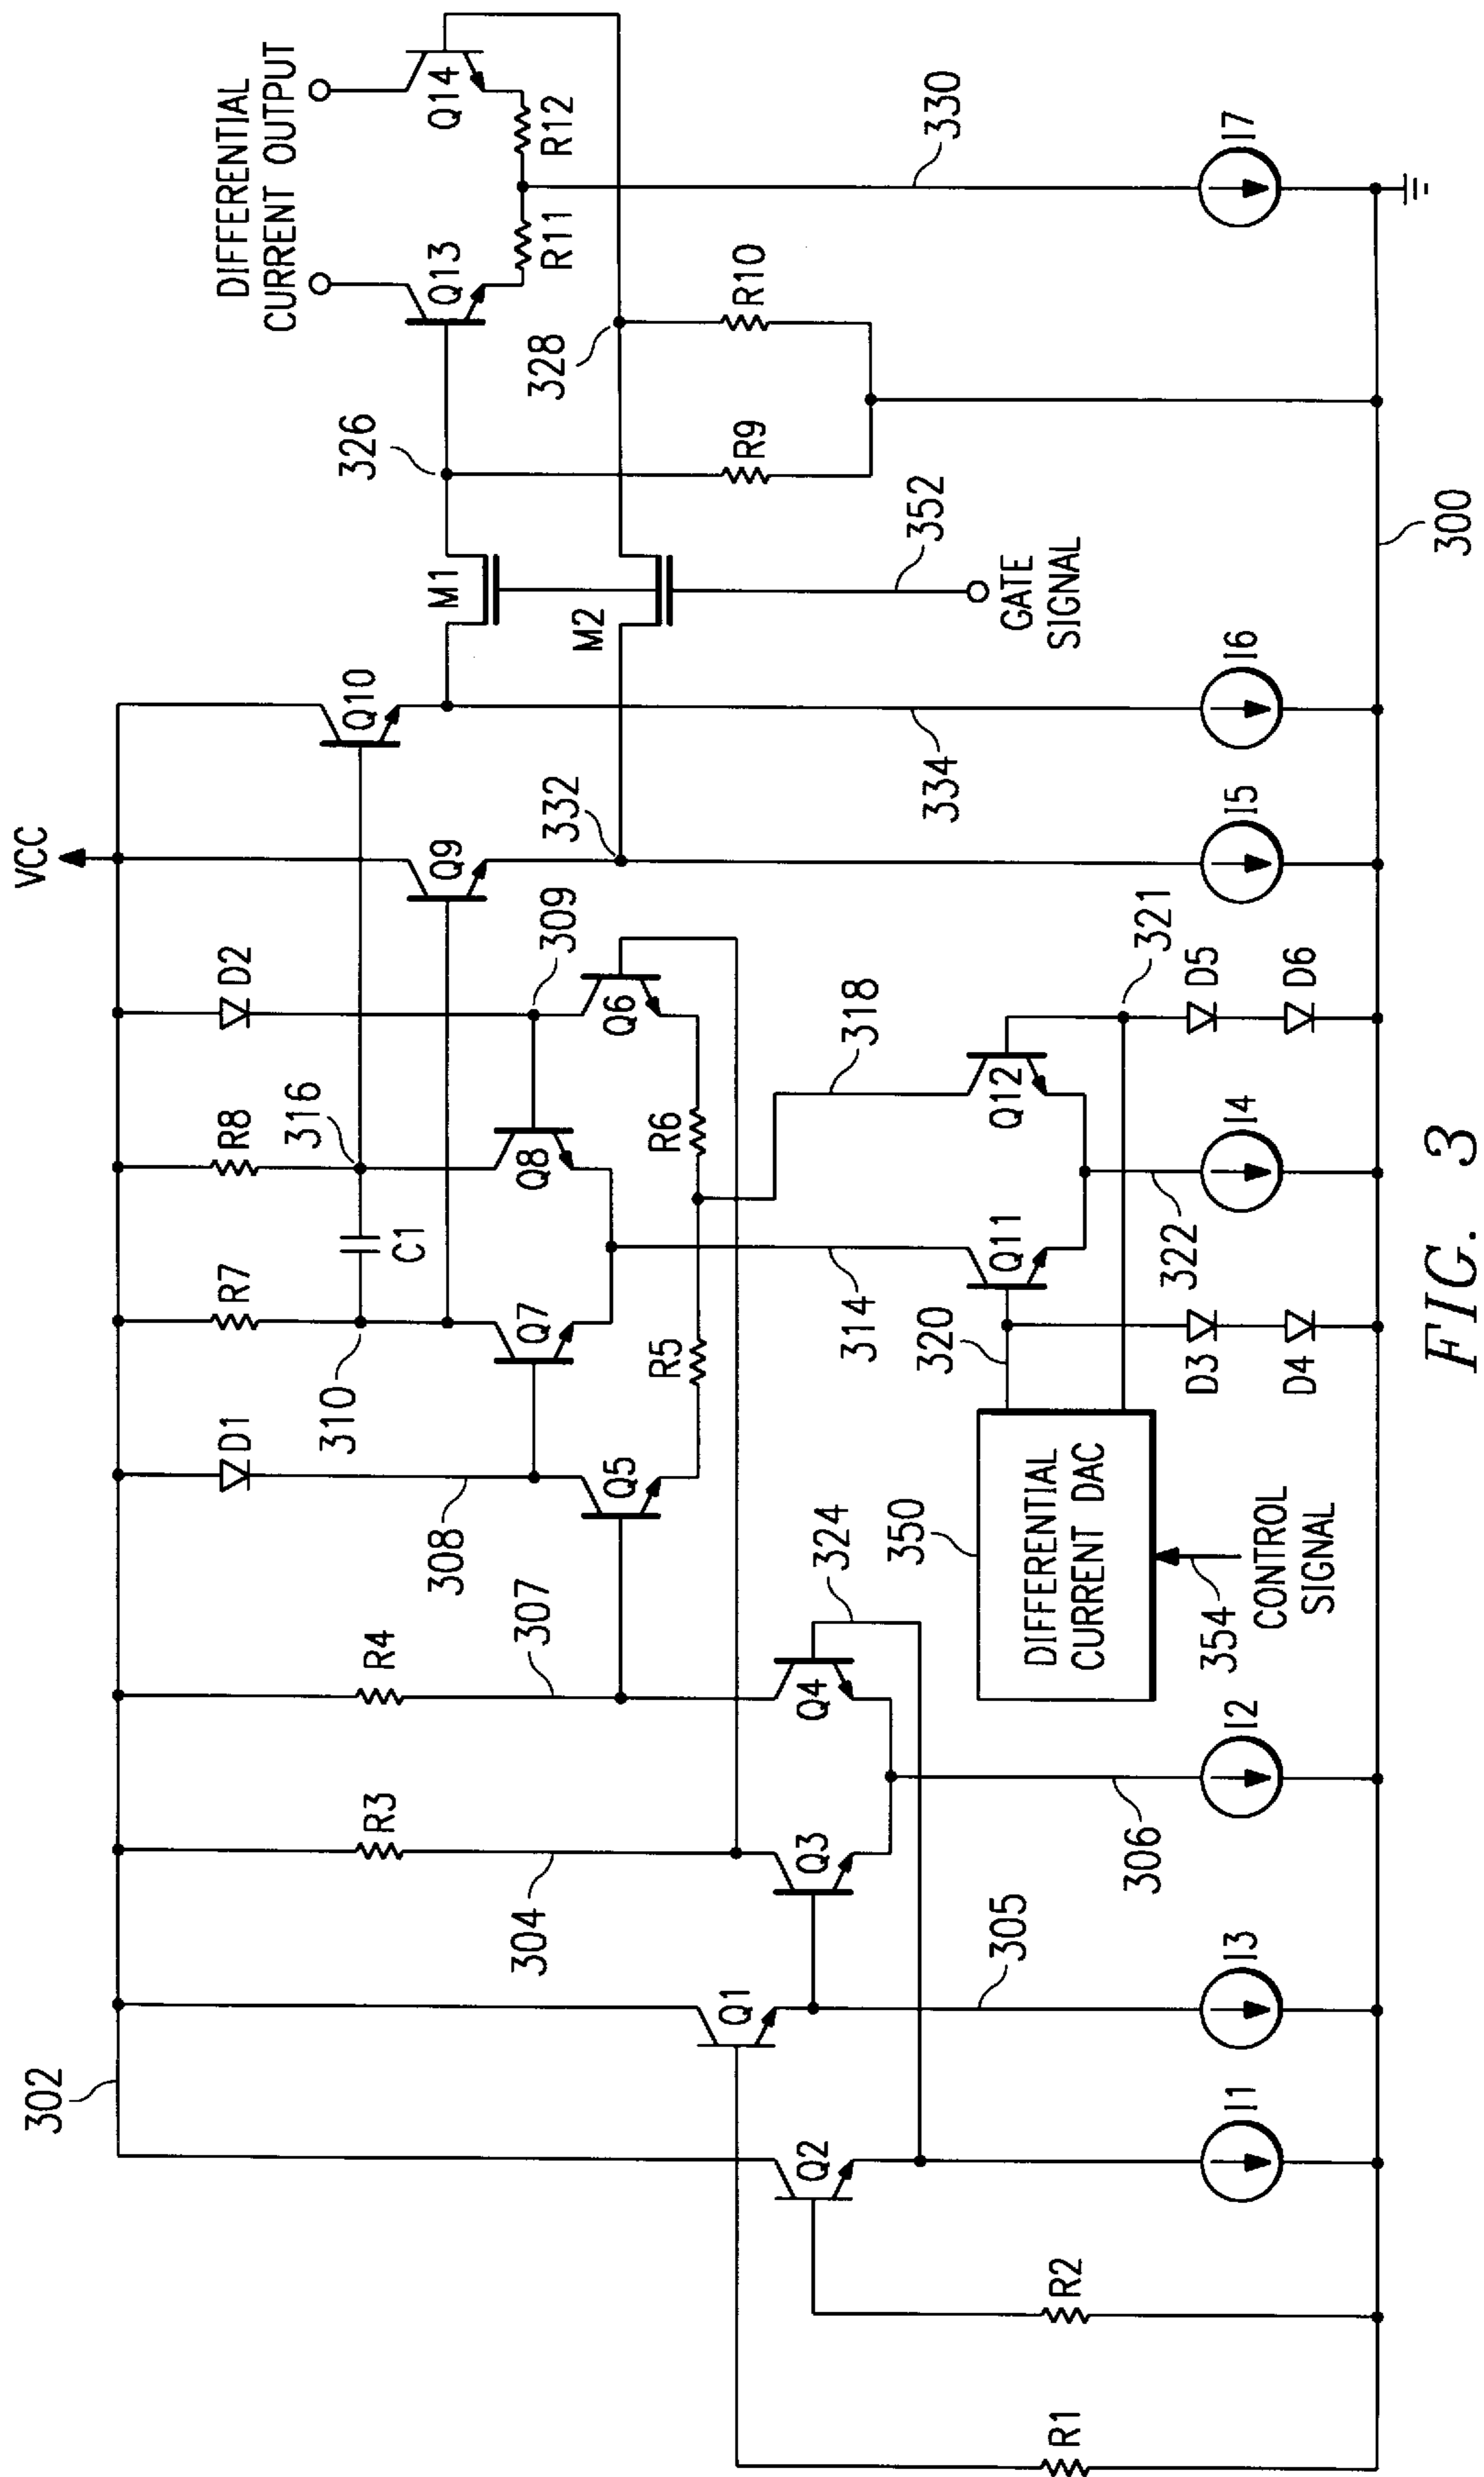 VCC
302
R3
R4
D1
R7
R8
D2
C1
310
316
304
307
308
309
332
Q1
Q2
Q3
Q4
Q5
Q6
Q7
Q8
Q9
Q10
R5
R6
324
314
318
334
M1
M2
326
328
DIFFERENTIAL
CURRENT OUTPUT
Q13
Q14
R11
R12
R9
R10
330
352
GATE
SIGNAL
305
306
350
DIFFERENTIAL
CURRENT DAC
354
CONTROL
SIGNAL
320
Q11
Q12
321
322
R1
R2
I1
I3
I2
D3
D4
I4
D5
D6
I5
I6
I7
300
FIG. 3